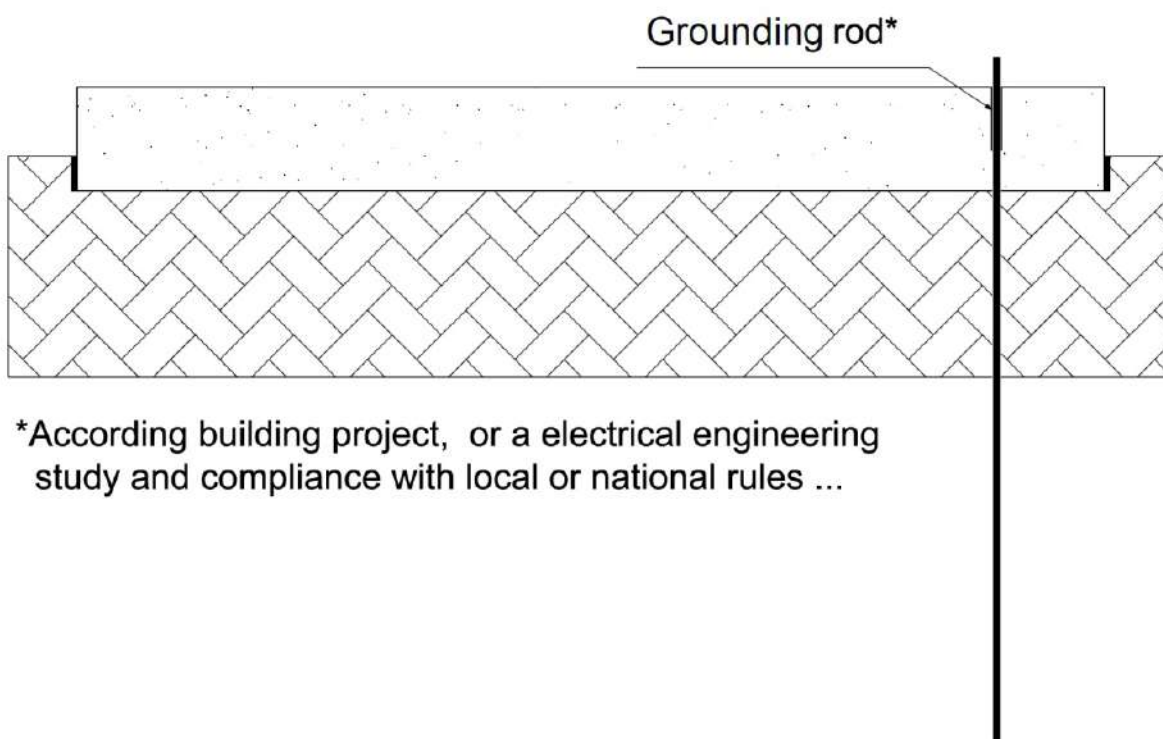 Grounding rod*
*According building project, or a electrical engineering
study and compliance with local or national rules ...